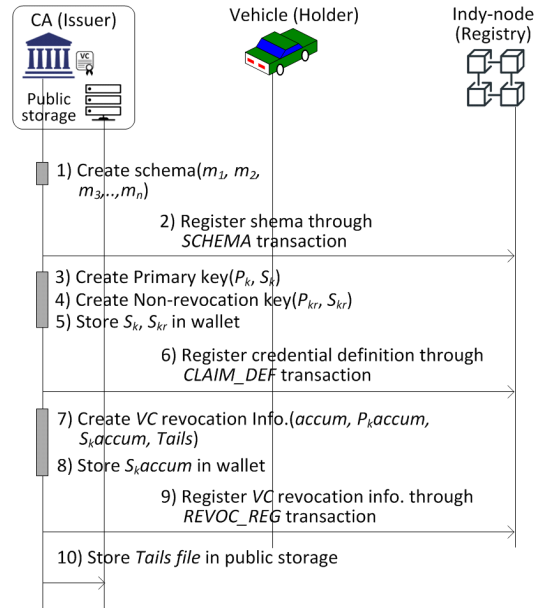 CA (Issuer)
Vehicle (Holder)
Indy-node
(Registry)
VC
Public
storage
1) Create schema(m₁, m₂,
m₃,..,mₙ)
2) Register shema through
SCHEMA transaction
3) Create Primary key(Pₖ, Sₖ)
4) Create Non-revocation key(Pₖᵣ, Sₖᵣ)
5) Store Sₖ, Sₖᵣ in wallet
6) Register credential definition through
CLAIM_DEF transaction
7) Create VC revocation Info.(accum, Pₖaccum,
Sₖaccum, Tails)
8) Store Sₖaccum in wallet
9) Register VC revocation info. through
REVOC_REG transaction
10) Store Tails file in public storage